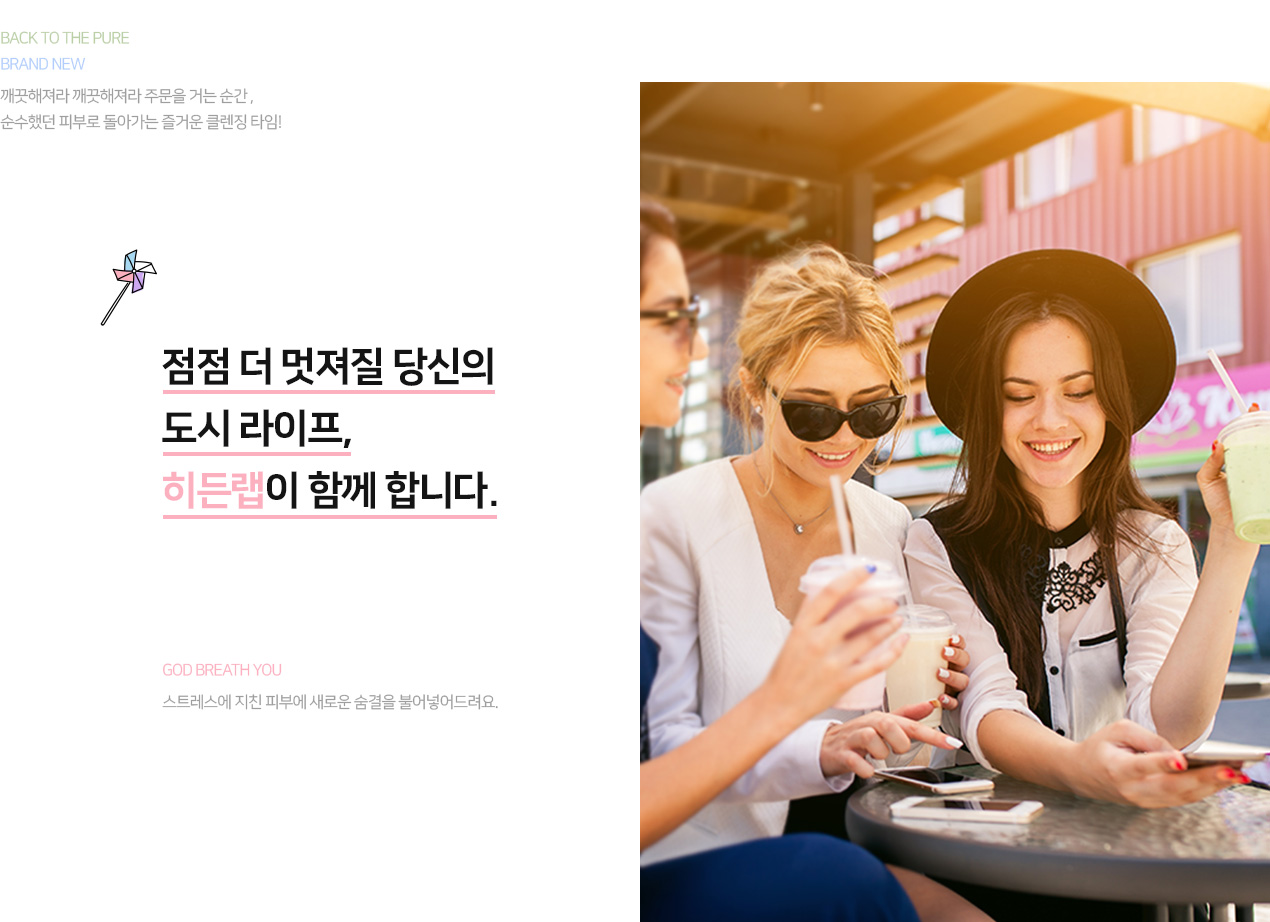 BACK TO THE PURE
BRAND NEW
깨끗해져라 깨끗해져라 주문을 거는 순간 ,
순수했던 피부로 돌아가는 즐거운 클렌징 타임!
점점 더 멋져질 당신의
도시 라이프,
히든랩이 함께 합니다.
GOD BREATH YOU
스트레스에 지친 피부에 새로운 숨결을 불어넣어드려요.